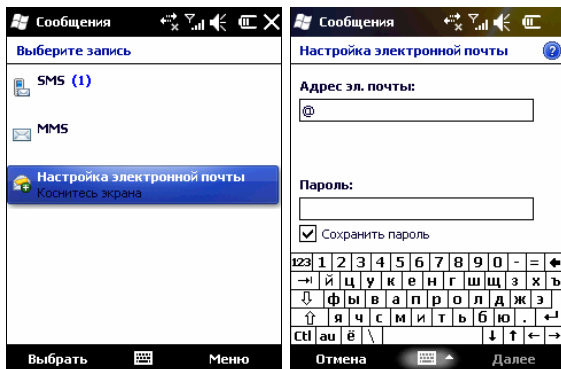 Сообщения
Выберите запись
SMS (1)
MMS
Настройка электронной почты
Коснитесь экрана
Выбрать Меню
Сообщения
Настройка электронной почты ?
Адрес эл. почты:
@
Пароль:
Сохранить пароль
123 1 2 3 4 5 6 7 8 9 0 - =
й ц у к е н г ш щ з х ъ
ф ы в а п р о л д ж э
я ч с м и т ь б ю .
Ctl au ё \
Отмена Далее